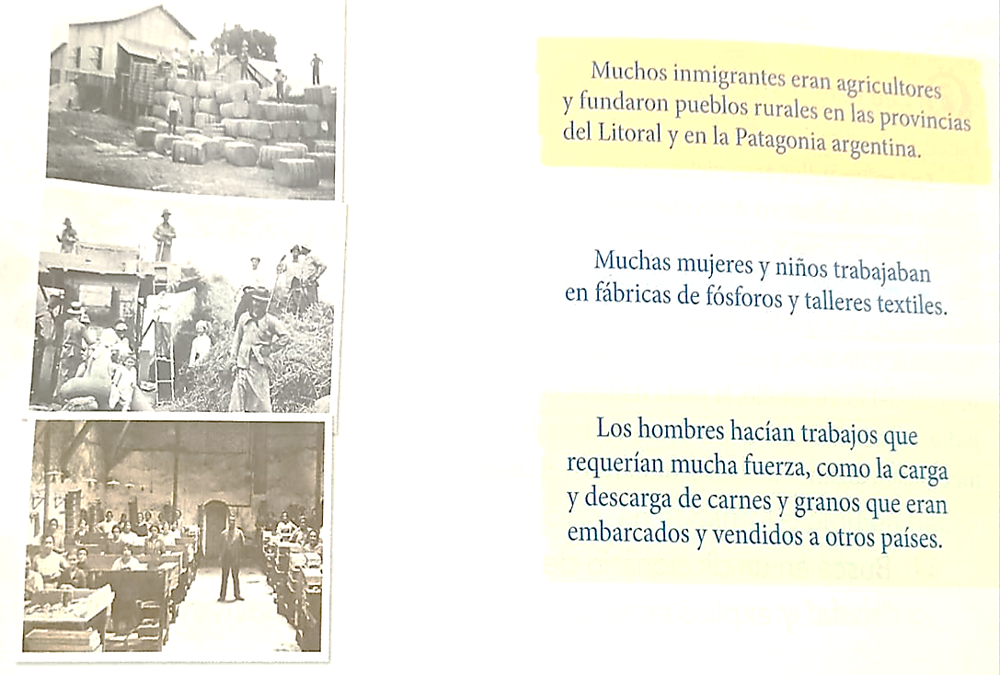 Muchos inmigrantes eran agricultores
y fundaron pueblos rurales en las provincias
del Litoral y en la Patagonia argentina.
Muchas mujeres y niños trabajaban
en fábricas de fósforos y talleres textiles.
Los hombres hacían trabajos que
requerían mucha fuerza, como la carga
y descarga de carnes y granos que eran
embarcados y vendidos a otros países.